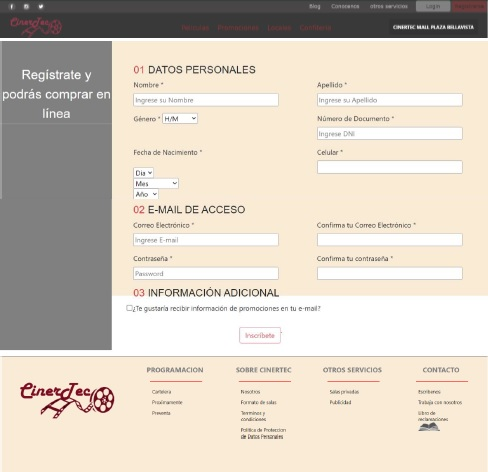 Blog Conocenos otros servicios Login Registrate
CinerTec
Peliculas Promociones Locales Confiteria
CINERTEC MALL PLAZA BELLAVISTA
Regístrate y
podrás comprar en
línea
01 DATOS PERSONALES
Nombre * Apellido *
Ingrese su Nombre Ingrese su Apellido
Género * H/M Número de Documento *
Ingrese DNI
Fecha de Nacimiento * Celular *
Día
Mes
Año
02 E-MAIL DE ACCESO
Correo Electrónico * Confirma tu Correo Electrónico *
Ingrese E-mail
Contraseña * Confirma tu contraseña *
Password
03 INFORMACIÓN ADICIONAL
¿Te gustaría recibir información de promociones en tu e-mail?
Inscríbete
CinerTec
PROGRAMACION SOBRE CINERTEC OTROS SERVICIOS CONTACTO
Cartelera Nosotros Salas privadas Escríbenos
Proximamente Formato de salas Publicidad Trabaja con nosotros
Preventa Terminos y condiciones Libro de reclamaciones
Politica de Proteccion
de Datos Personales